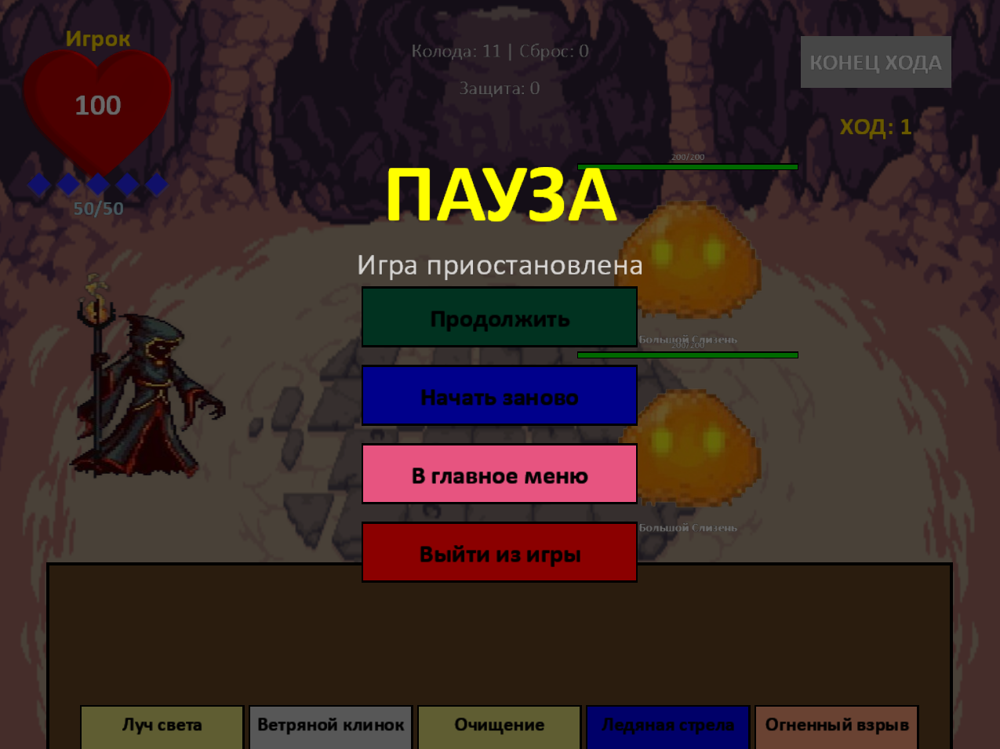 Игрок
100
50/50
Колода: 11 | Сброс: 0
Защита: 0
КОНЕЦ ХОДА
ХОД: 1
200/200
ПАУЗА
Игра приостановлена
Продолжить
Большой Слизень
200/200
Начать заново
В главное меню
Большой Слизень
Выйти из игры
Луч света
Ветряной клинок
Очищение
Ледяная стрела
Огненный взрыв